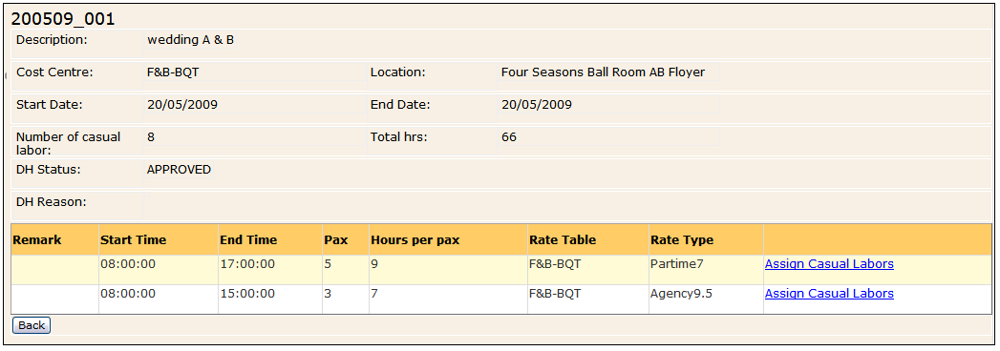 200509_001
Description: wedding A & B
Cost Centre: F&B-BQT Location: Four Seasons Ball Room AB Floyer
Start Date: 20/05/2009 End Date: 20/05/2009
Number of casual labor: 8 Total hrs: 66
DH Status: APPROVED
DH Reason:
Remark Start Time End Time Pax Hours per pax Rate Table Rate Type
08:00:00 17:00:00 5 9 F&B-BQT Partime7 Assign Casual Labors
08:00:00 15:00:00 3 7 F&B-BQT Agency9.5 Assign Casual Labors
Back